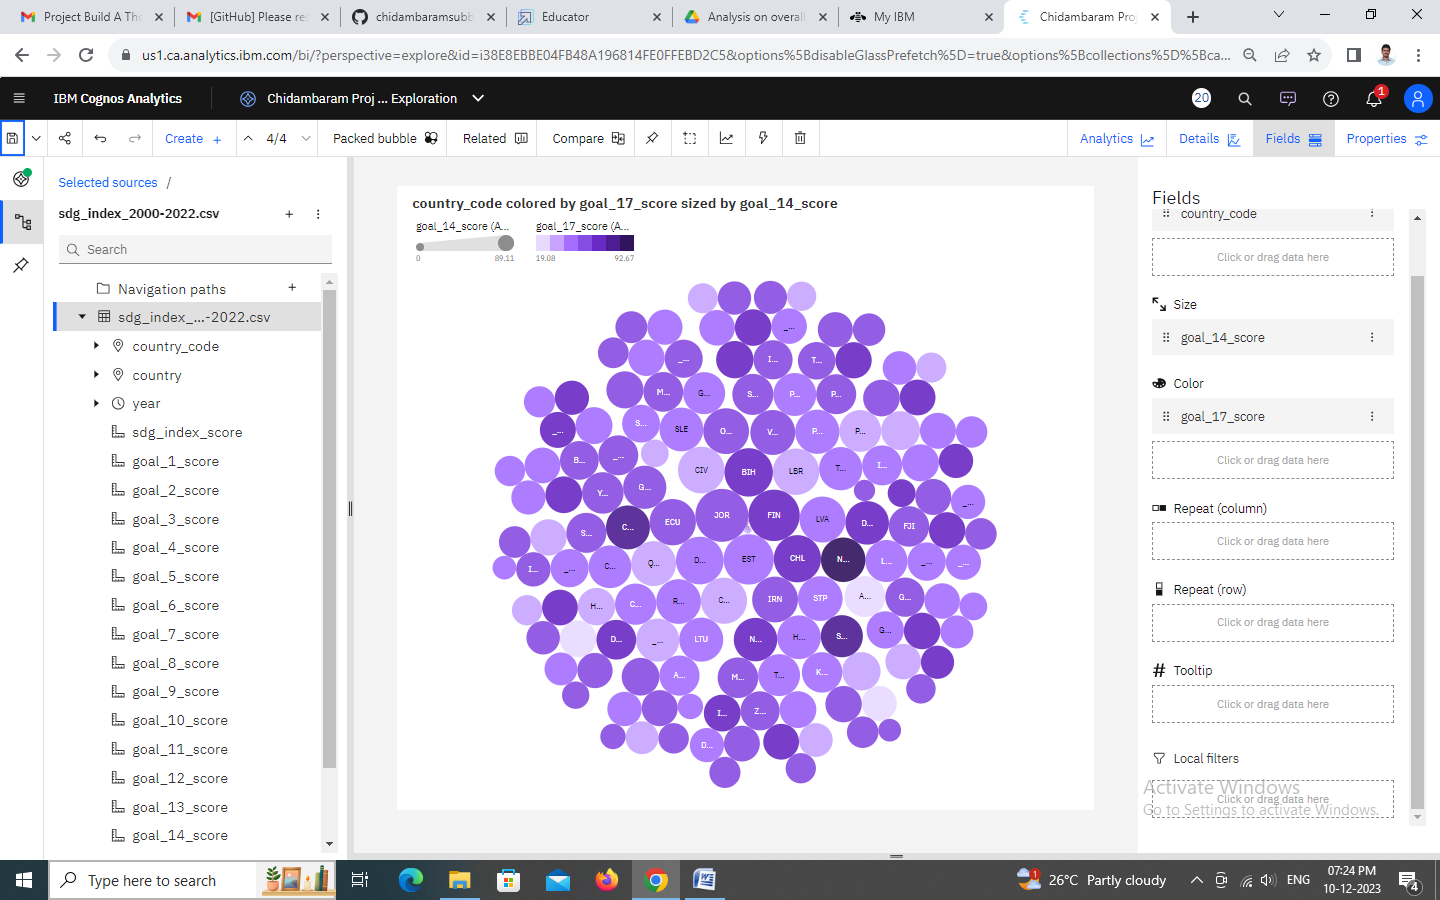 Project Build A Tho
[GitHub] Please re
chidambaramsubb
Educator
Analysis on overal
My IBM
Chidambaram Pro
us1.ca.analytics.ibm.com/bi/?perspective=explore&id=i38E8EBBE04FB48A196814FE0FFEBD2C5&options%5BdisableGlassPrefetch%5D=true&options%5Bcollections%5D%5Bca...
IBM Cognos Analytics
Chidambaram Proj ... Exploration
20
1
Create +
4/4
Packed bubble
Related
Compare
Analytics
Details
Fields
Properties
Selected sources /
sdg_index_2000-2022.csv
Search
Navigation paths
sdg_index_...-2022.csv
country_code
country
year
sdg_index_score
goal_1_score
goal_2_score
goal_3_score
goal_4_score
goal_5_score
goal_6_score
goal_7_score
goal_8_score
goal_9_score
goal_10_score
goal_11_score
goal_12_score
goal_13_score
goal_14_score
country_code colored by goal_17_score sized by goal_14_score
goal_14_score (A...
goal_17_score (A...
0 89.11
19.08 92.67
_...
_... I... T...
M... G... S... P... P...
S... SLE O... V... P... P...
B... _... CIV BIH LBR T... I...
Y... G... _...
S... C... ECU JOR FIN LVA D... FJI
I... _... C... Q... D... EST CHL N... L... _... _...
H... C... R... C... IRN STP A... G...
D... _... LTU N... H... S... G...
A... M... T... K...
I... Z...
D...
Fields
country_code
Click or drag data here
Size
goal_14_score
Color
goal_17_score
Click or drag data here
Repeat (column)
Click or drag data here
Repeat (row)
Click or drag data here
Tooltip
Click or drag data here
Local filters
Click or drag data here
Activate Windows
Go to Settings to activate Windows.
Type here to search
1
26°C Partly cloudy
ENG
07:24 PM
10-12-2023
4